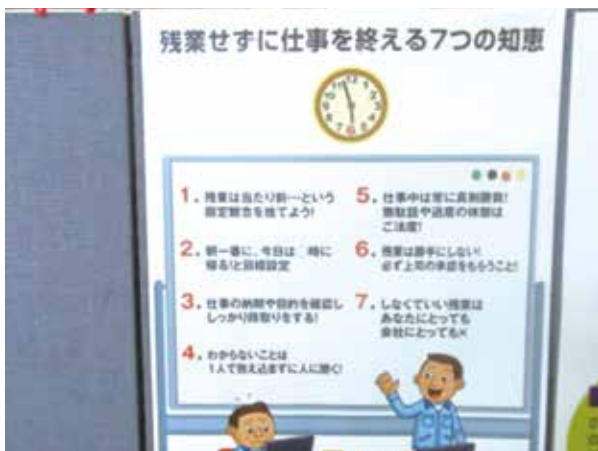 残業せずに仕事を終える7つの知恵
1. 残業は当たり前…という
固定観念を捨てよう!
2. 朝一番に、今日は 時に
帰る!と目標設定
3. 仕事の納期や目的を確認し
しっかり段取りをする!
4. わからないことは
1人で抱え込まずに人に聞く!
5. 仕事中は常に真剣勝負!
無駄話や過度の休憩は
ご法度!
6. 残業は勝手にしない!
必ず上司の承認をもらうこと!
7. しなくていい残業は
あなたにとっても
会社にとっても×